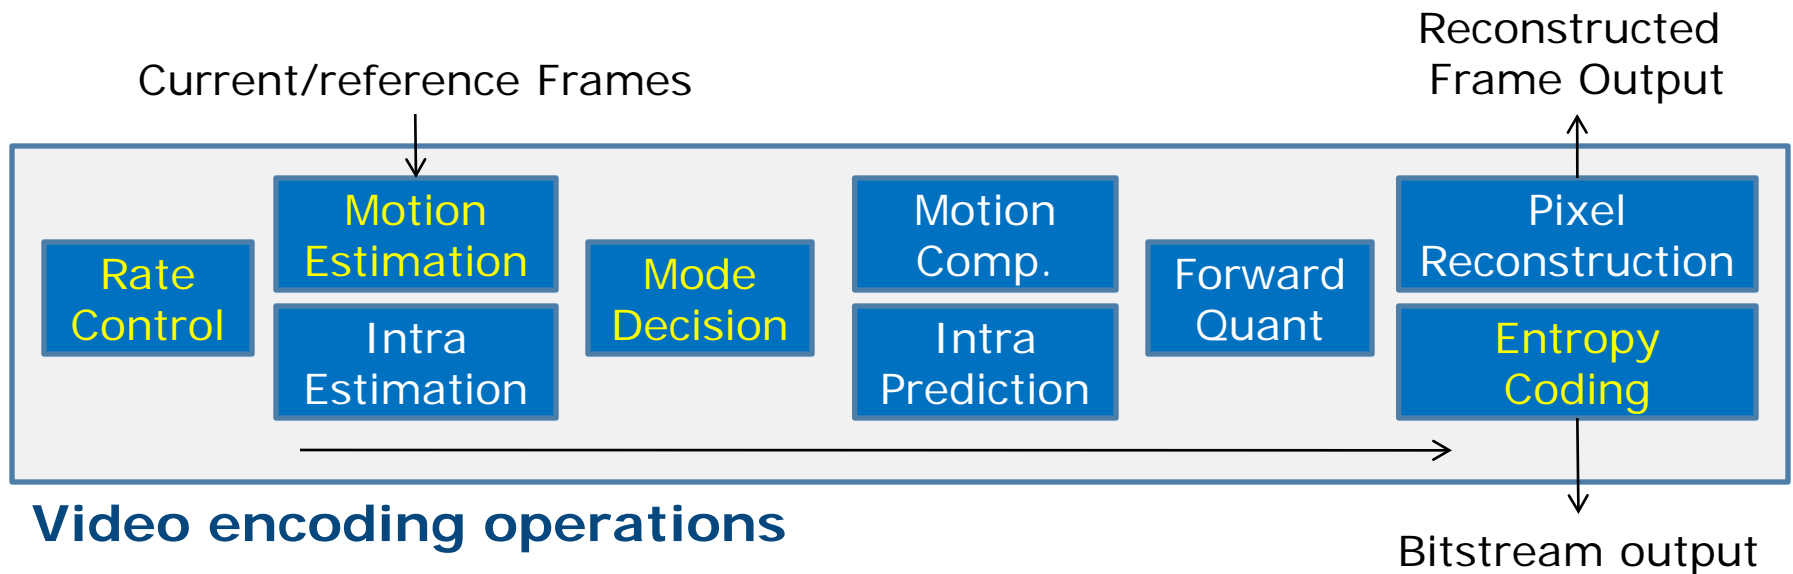 Current/reference Frames
Reconstructed
Frame Output
Rate
Control
Motion
Estimation
Intra
Estimation
Mode
Decision
Motion
Comp.
Intra
Prediction
Forward
Quant
Pixel
Reconstruction
Entropy
Coding
Video encoding operations
Bitstream output